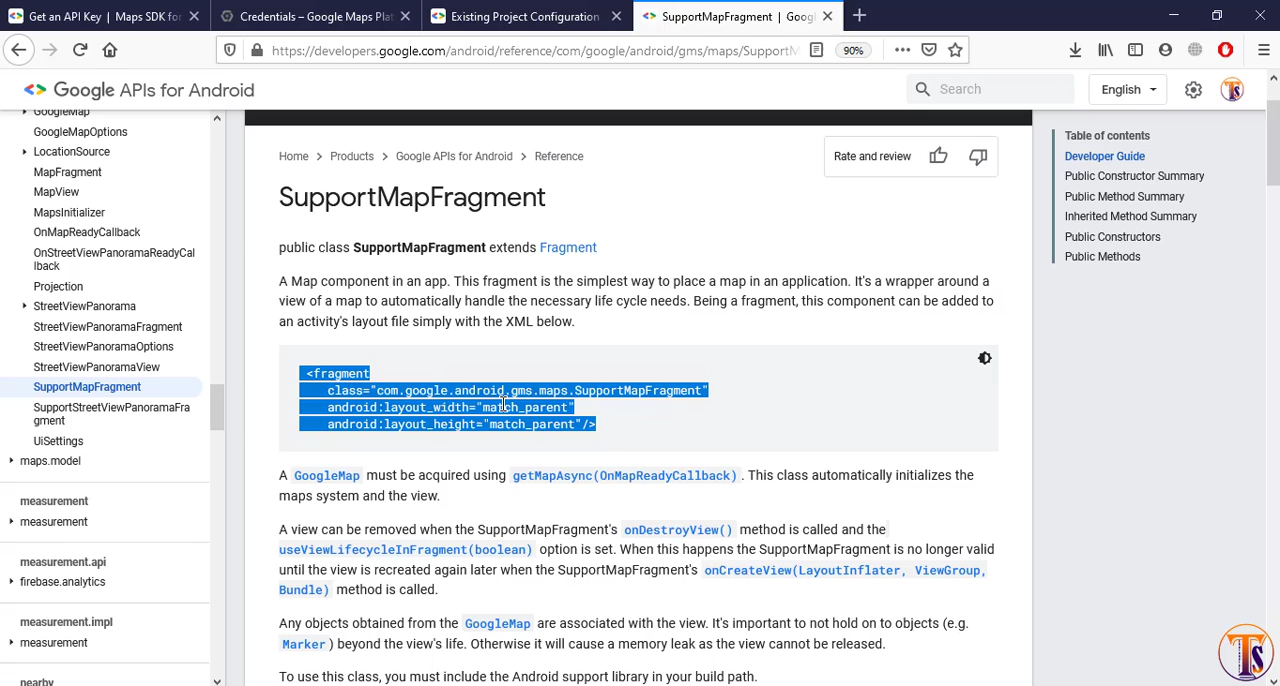 Get an API Key | Maps SDK for
Credentials – Google Maps Plat
Existing Project Configuration
SupportMapFragment | Goog
https://developers.google.com/android/reference/com/google/android/gms/maps/SupportM
90%
Google APIs for Android
Search
English
GoogleMap
GoogleMapOptions
LocationSource
MapFragment
MapView
MapsInitializer
OnMapReadyCallback
OnStreetViewPanoramaReadyCal
lback
Projection
StreetViewPanorama
StreetViewPanoramaFragment
StreetViewPanoramaOptions
StreetViewPanoramaView
SupportMapFragment
SupportStreetViewPanoramaFra
gment
UiSettings
maps.model
measurement
measurement
measurement.api
firebase.analytics
measurement.impl
measurement
nearby
Home > Products > Google APIs for Android > Reference
Rate and review
SupportMapFragment
public class SupportMapFragment extends Fragment
A Map component in an app. This fragment is the simplest way to place a map in an application. It's a wrapper around a
view of a map to automatically handle the necessary life cycle needs. Being a fragment, this component can be added to
an activity's layout file simply with the XML below.
<fragment
class="com.google.android.gms.maps.SupportMapFragment"
android:layout_width="match_parent"
android:layout_height="match_parent"/>
A GoogleMap must be acquired using getMapAsync(OnMapReadyCallback) . This class automatically initializes the
maps system and the view.
A view can be removed when the SupportMapFragment's onDestroyView() method is called and the
useViewLifecycleInFragment(boolean) option is set. When this happens the SupportMapFragment is no longer valid
until the view is recreated again later when the SupportMapFragment's onCreateView(LayoutInflater, ViewGroup,
Bundle) method is called.
Any objects obtained from the GoogleMap are associated with the view. It's important to not hold on to objects (e.g.
Marker ) beyond the view's life. Otherwise it will cause a memory leak as the view cannot be released.
To use this class, you must include the Android support library in your build path.
Table of contents
Developer Guide
Public Constructor Summary
Public Method Summary
Inherited Method Summary
Public Constructors
Public Methods
TS